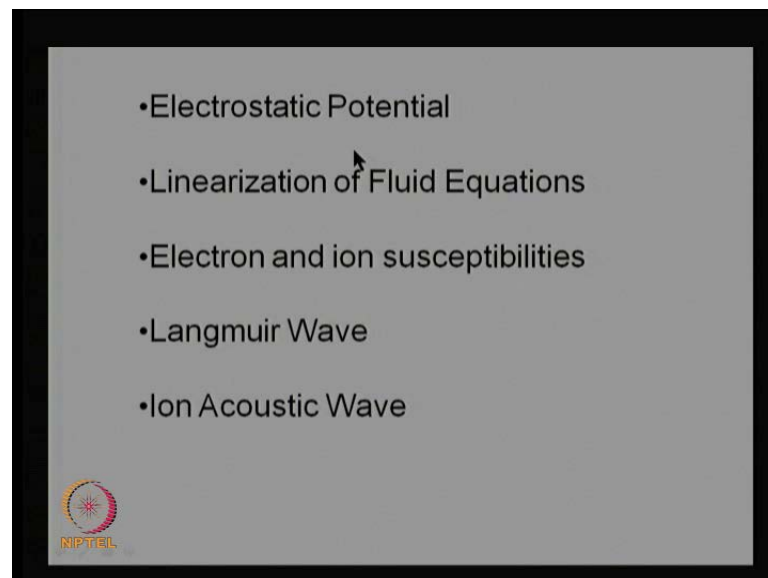 •Electrostatic Potential
•Linearization of Fluid Equations
•Electron and ion susceptibilities
•Langmuir Wave
•Ion Acoustic Wave
NPTEL